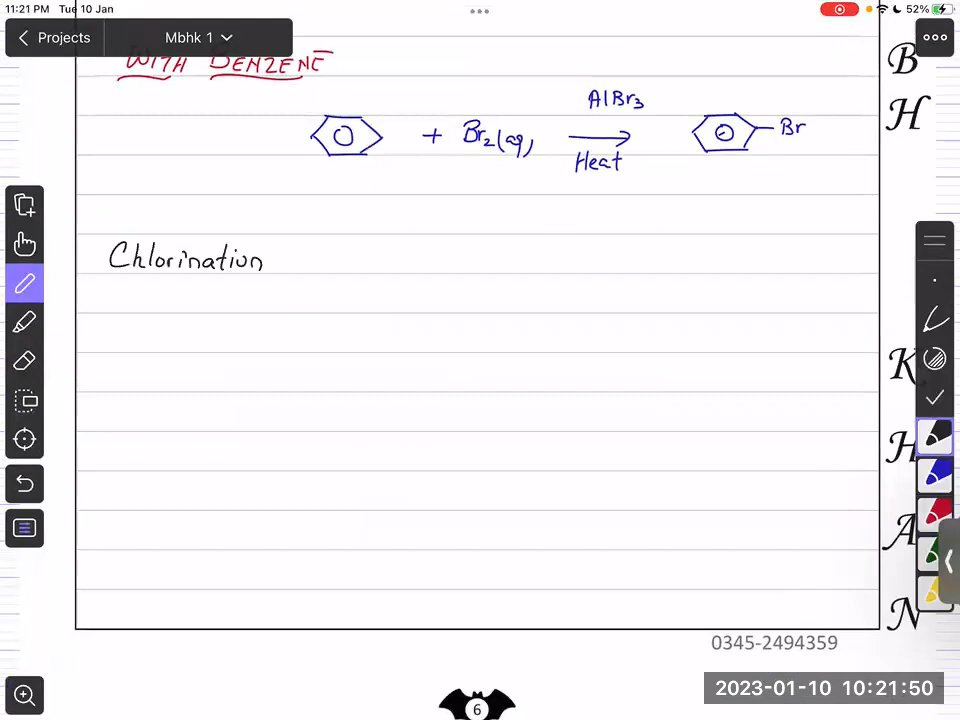 11:21 PM Tue 10 Jan
52%
Projects
Mbhk 1
WITH BENZENE
B
H
AlBr3
+ Br2(aq) → Br
Heat
Chlorination
K
H
A
N
0345-2494359
2023-01-10 10:21:50
6